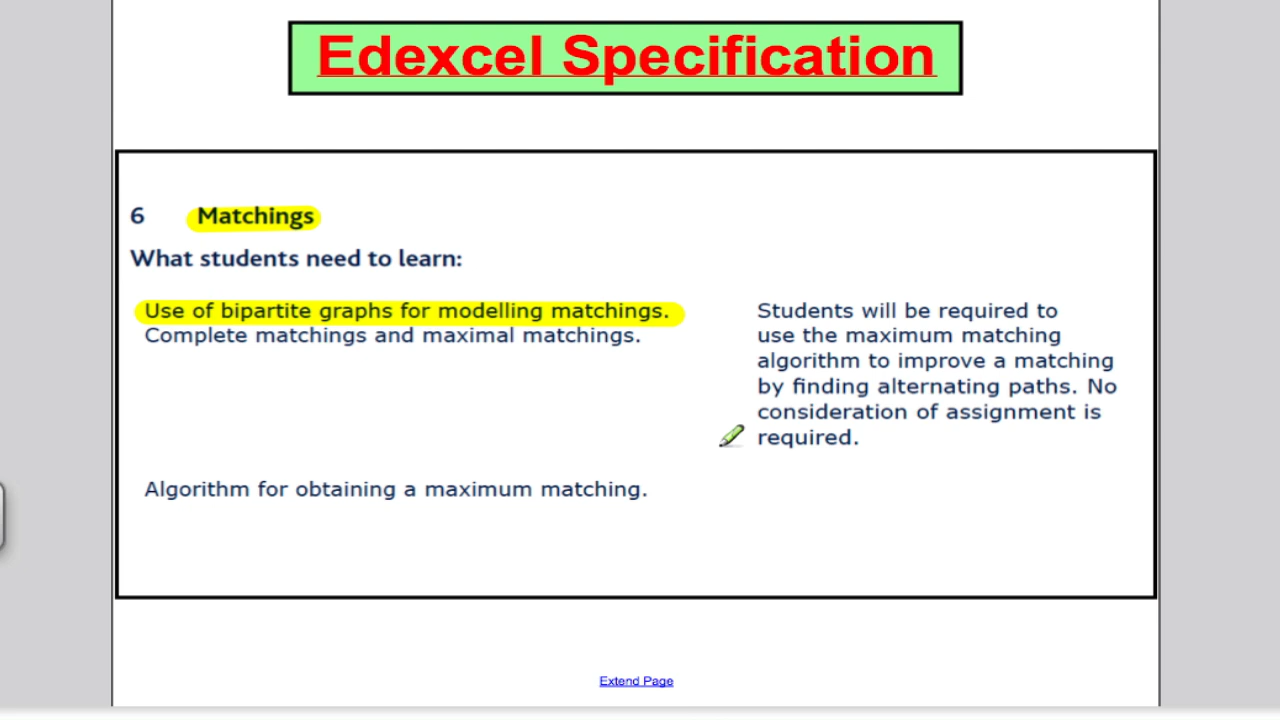 Edexcel Specification
6 Matchings
What students need to learn:
Use of bipartite graphs for modelling matchings.
Complete matchings and maximal matchings.
Students will be required to
use the maximum matching
algorithm to improve a matching
by finding alternating paths. No
consideration of assignment is
required.
Algorithm for obtaining a maximum matching.
Extend Page